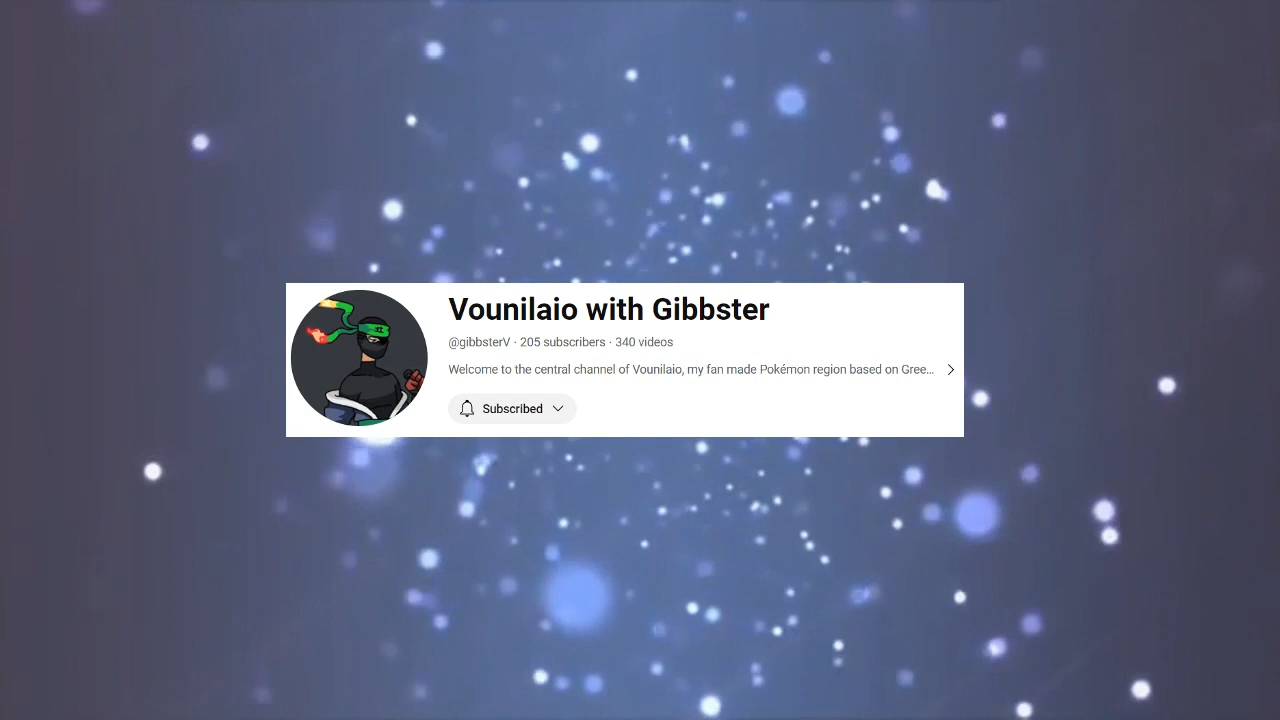 Vounilaio with Gibbster
@gibbsterV · 205 subscribers · 340 videos
Welcome to the central channel of Vounilaio, my fan made Pokémon region based on Gree...
Subscribed